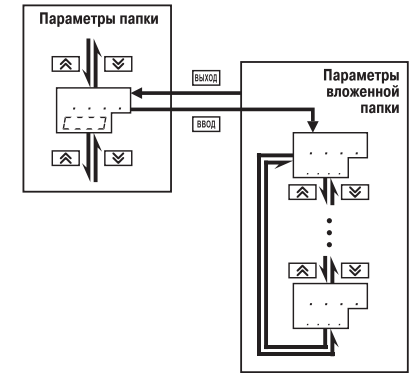 Параметры папки
ВЫХОД
Параметры
вложенной
папки
ВВОД